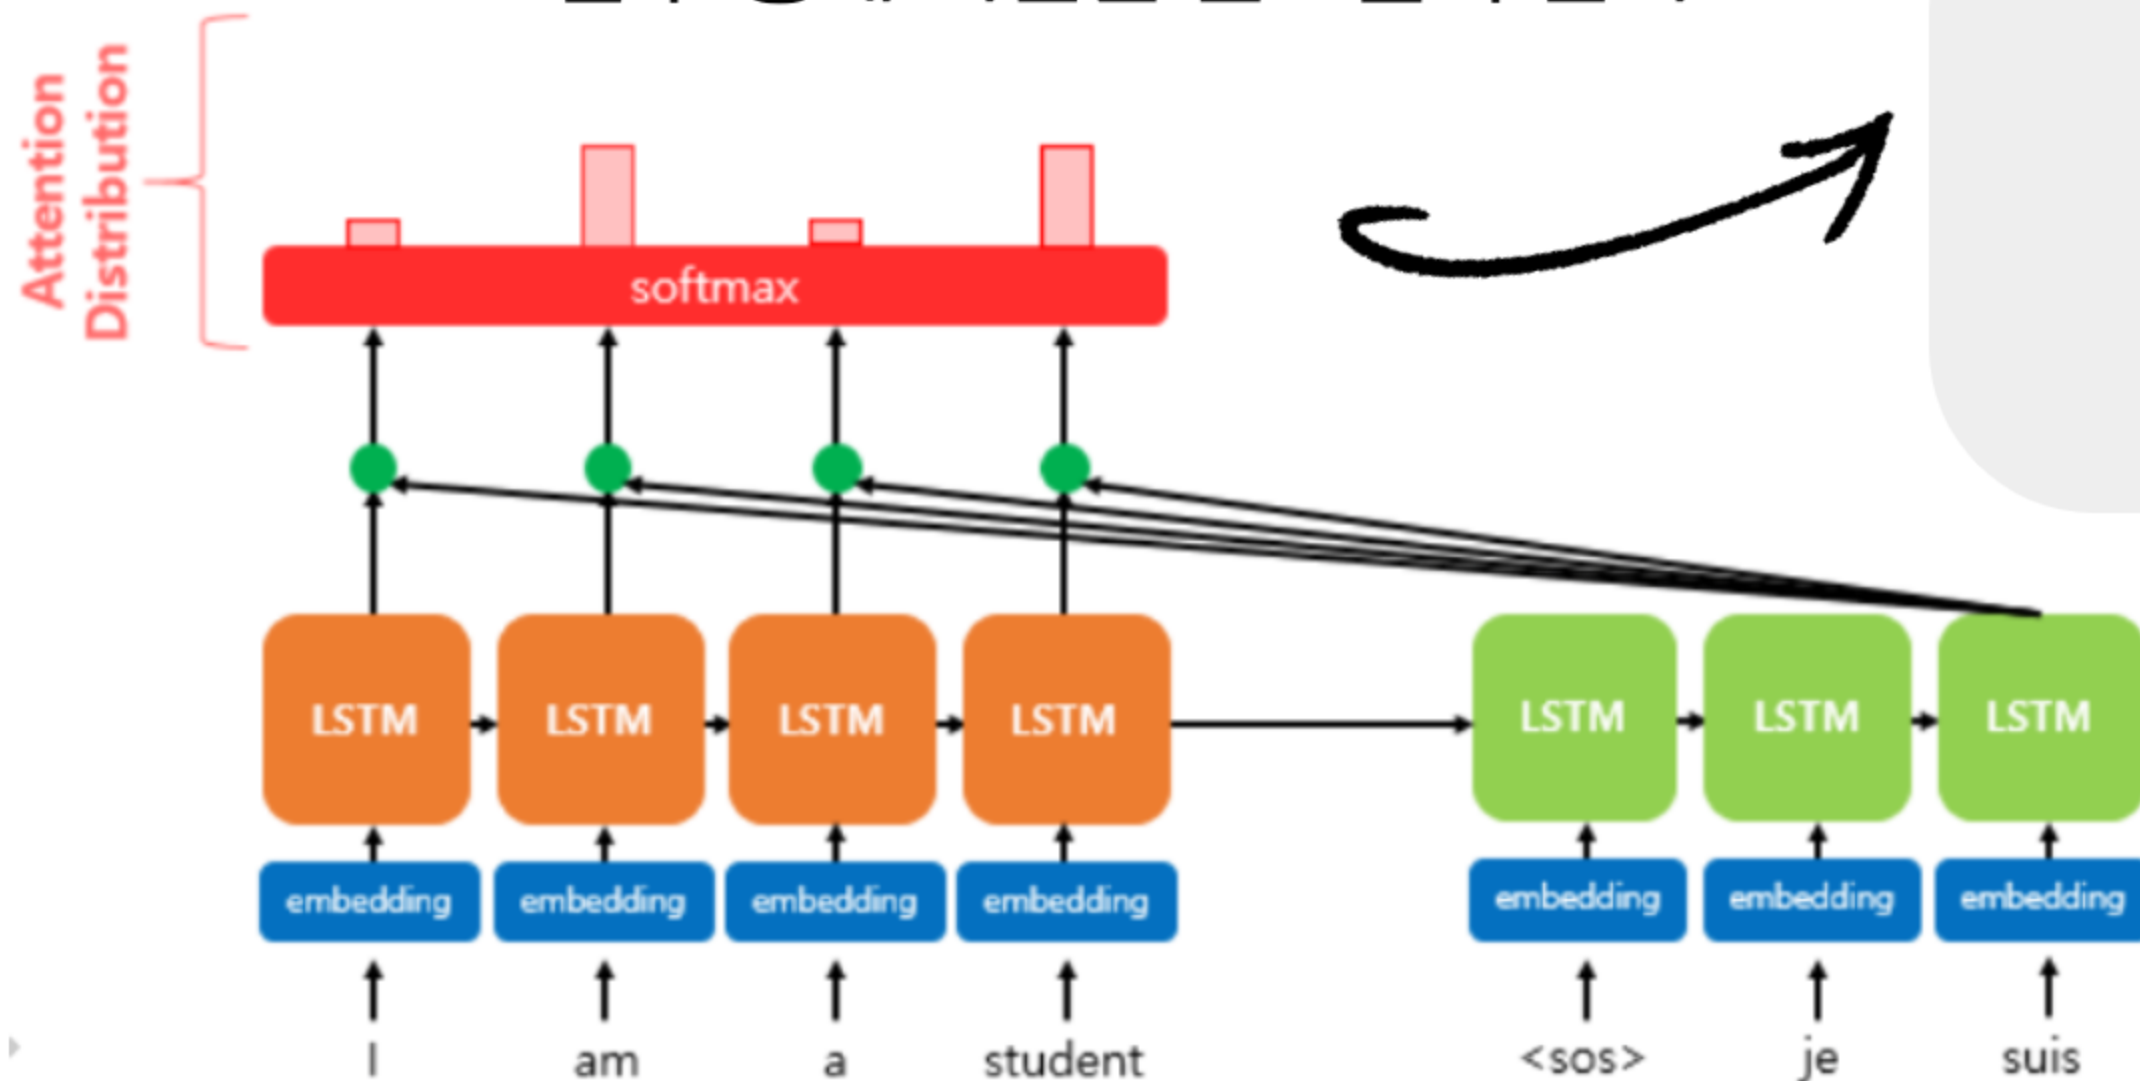 Attention
Distribution
softmax
LSTM LSTM LSTM LSTM LSTM LSTM LSTM
embedding embedding embedding embedding embedding embedding embedding
I am a student <sos> je suis